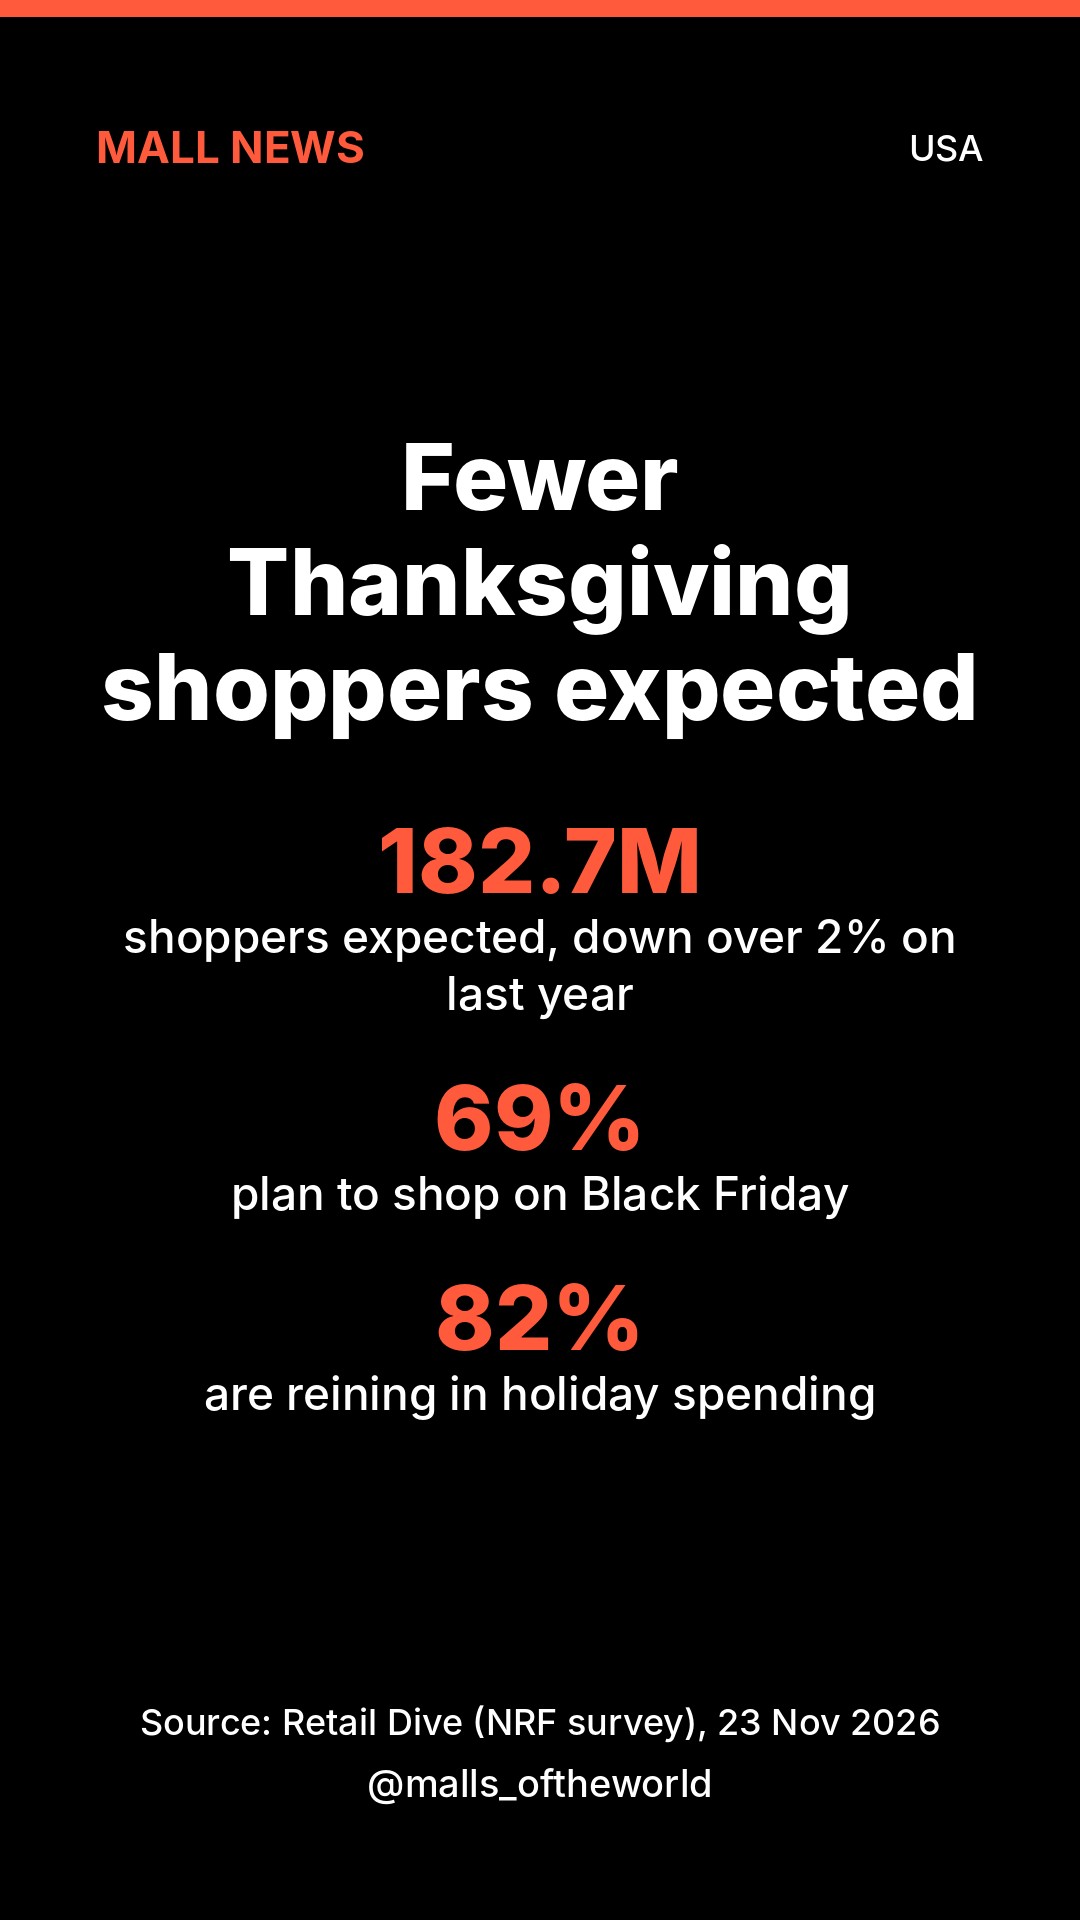 MALL NEWS
USA
Fewer
Thanksgiving
shoppers expected
182.7M
shoppers expected, down over 2% on
last year
69%
plan to shop on Black Friday
82%
are reining in holiday spending
Source: Retail Dive (NRF survey), 23 Nov 2026
@malls_oftheworld